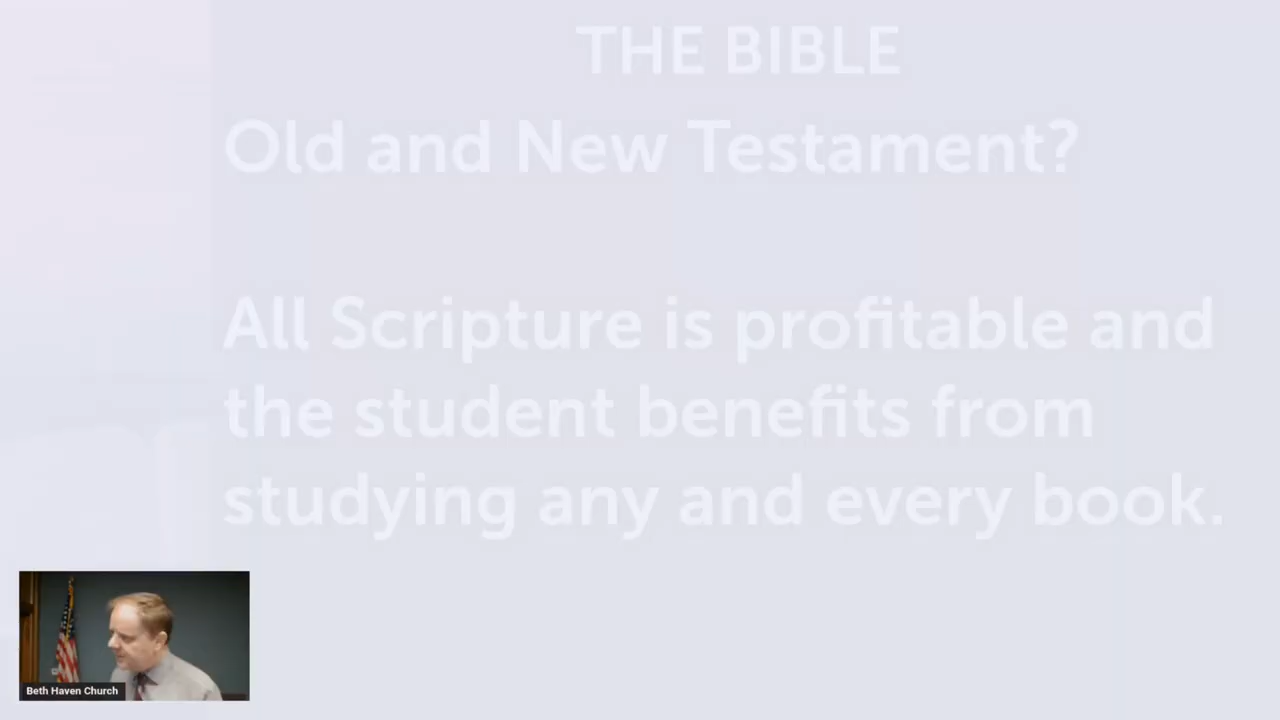 THE BIBLE
Old and New Testament?
All Scripture is profitable and
the student benefits from
studying any and every book.
Beth Haven Church